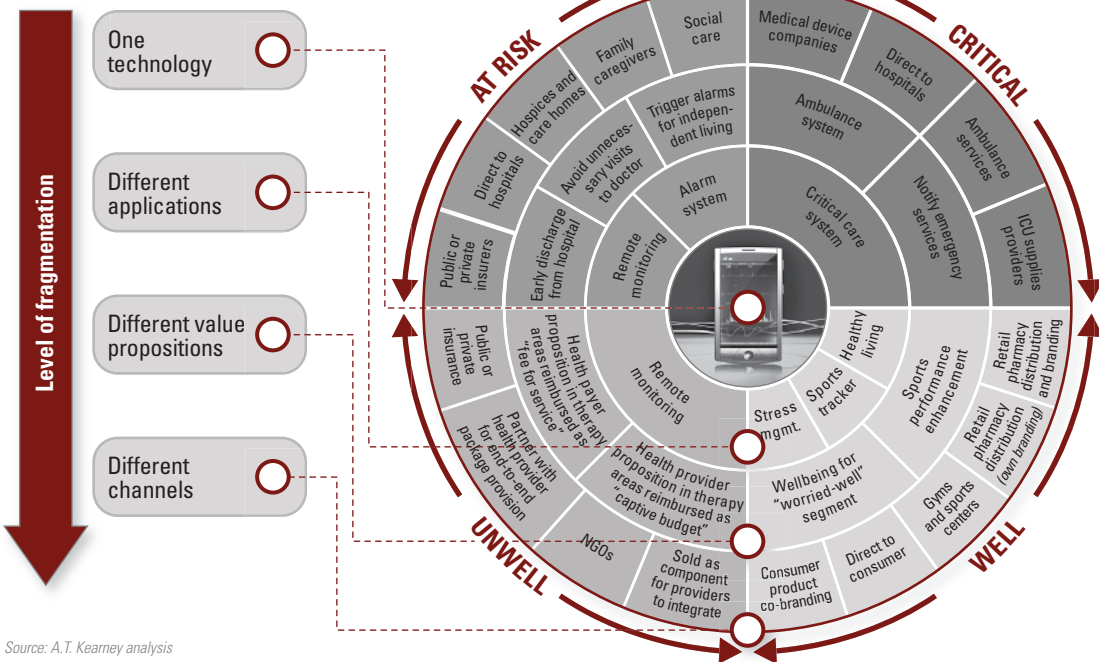 Level of fragmentation
One
technology
Different
applications
Different value
propositions
Different
channels
AT RISK
CRITICAL
UNWELL
WELL
Public or
private
insurers
Direct to
hospitals
Hospices and
care homes
Family
caregivers
Social
care
Medical device
companies
Direct to
hospitals
Ambulance
services
ICU supplies
providers
Early discharge
from hospital
Avoid unneces-
sary visits
to doctor
Trigger alarms
for indepen-
dent living
Ambulance
system
Notify emergency
services
Remote
monitoring
Alarm
system
Critical care
system
Public or
private
insurance
Partner with
health provider
for end-to-end
package provision
NGOs
Sold as
component
for providers
to integrate
Health payer
proposition in therapy
areas reimbursed as
“fee for service”
Health provider
proposition in therapy
areas reimbursed as
“captive budget”
Remote
monitoring
Stress
mgmt.
Sports
tracker
Healthy
living
Wellbeing for
“worried-well”
segment
Sports
performance
enhancement
Consumer
product
co-branding
Direct to
consumer
Gyms
and sports
centers
Retail
pharmacy
distribution
(own branding)
Retail
pharmacy
distribution
and branding
Source: A.T. Kearney analysis